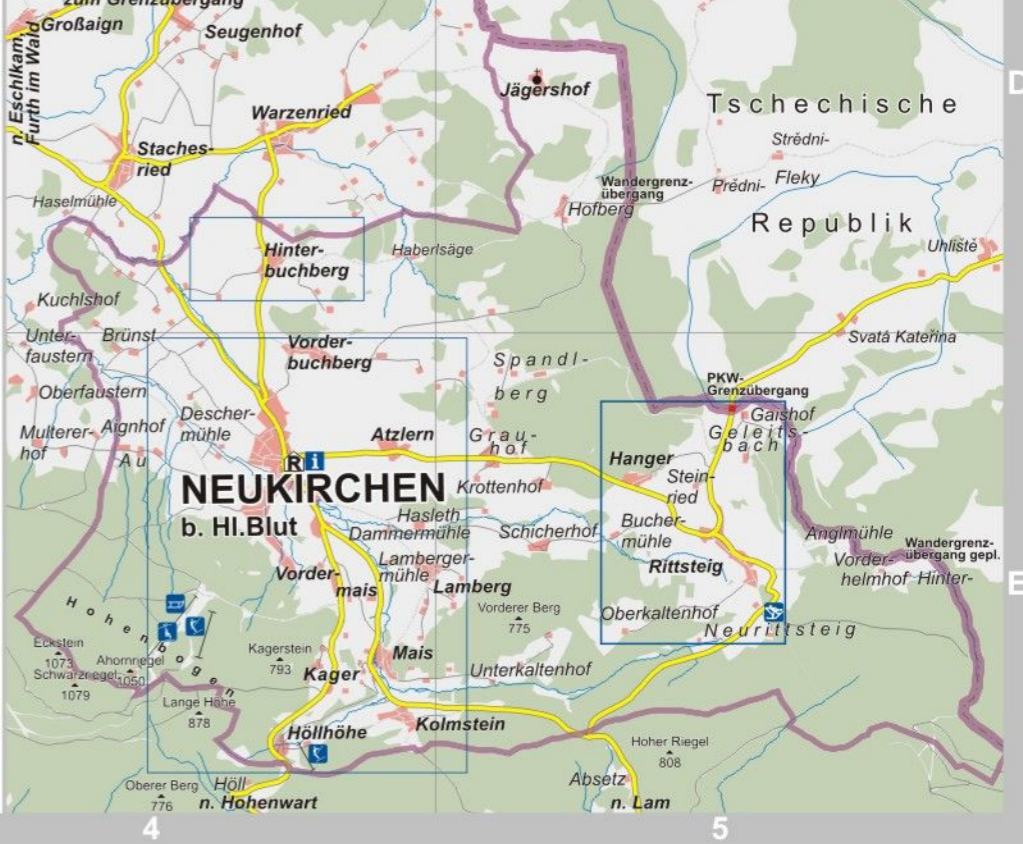 zum Grenzübergang
Großaign
Seugenhof
n. Eschlkam,
Furth im Wald
Jägershof
D
Tschechische
Warzenried
Strědni-
Staches-
ried
Wandergrenz-
übergang
Prědni-
Fleky
Haselmühle
Hofberg
Republik
Hinter-
buchberg
Haberlsäge
Uhliště
Kuchlshof
Unter-
faustern
Brünst
Vorder-
buchberg
Svatá Kateřina
Spandl-
berg
PKW-
Grenzübergang
Oberfaustern
Descher-
mühle
Gaishof
Multerer-
hof
Aignhof
Atzlern
Grau-
hof
Geleits-
bach
Au
R i
Hanger
NEUKIRCHEN
b. Hl.Blut
Krottenhof
Stein-
ried
Hasleth
Dammermühle
Schicherhof
Bucher-
mühle
Anglmühle
Wandergrenz-
übergang gepl.
Lamberger-
mühle
Vorder-
mais
Rittsteig
Vorder-
helmhof
Hinter-
E
Lamberg
Hohenbogen
Vorderer Berg
775
Oberkaltenhof
Neurittsteig
Eckstein
1073
Kagerstein
793
Mais
Ahornriegel
1050
Schwarzriegel
1079
Kager
Unterkaltenhof
Lange Höhe
878
Kolmstein
Höllhöhe
Hoher Riegel
808
Oberer Berg
776
Höll
Absetz
n. Hohenwart
n. Lam
4
5